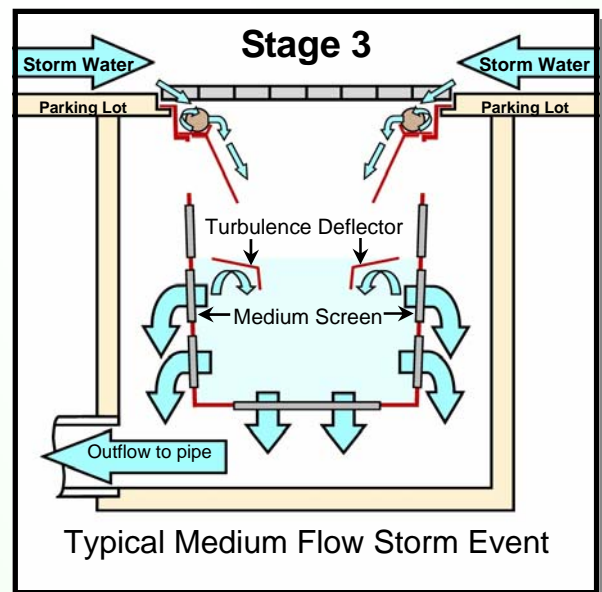 Stage 3
Storm Water
Storm Water
Parking Lot
Parking Lot
Turbulence Deflector
Medium Screen
Outflow to pipe
Typical Medium Flow Storm Event